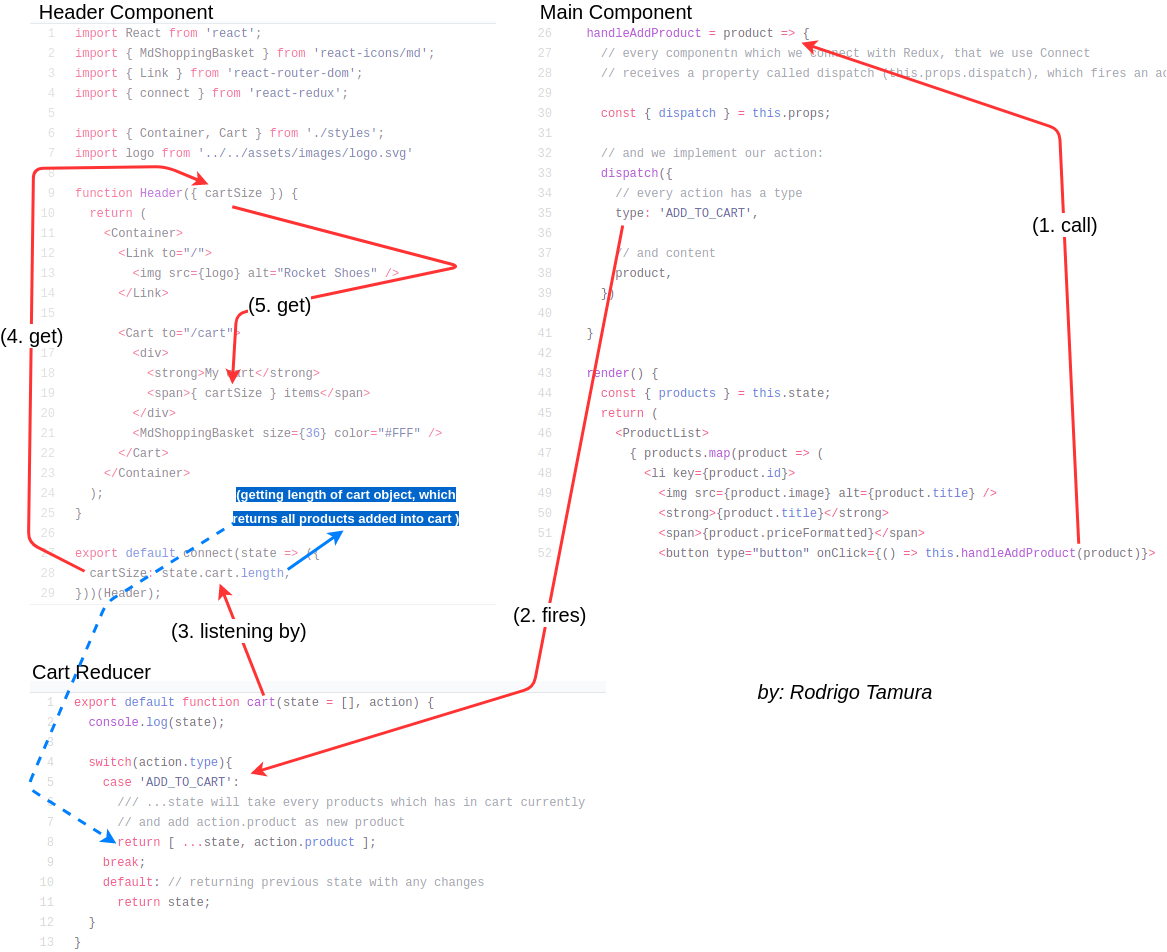 Header Component
1 import React from 'react';
2 import { MdShoppingBasket } from 'react-icons/md';
3 import { Link } from 'react-router-dom';
4 import { connect } from 'react-redux';
5
6 import { Container, Cart } from './styles';
7 import logo from '../../assets/images/logo.svg'
8
9 function Header({ cartSize }) {
10 return (
11 <Container>
12 <Link to="/">
13 <img src={logo} alt="Rocket Shoes" />
14 </Link>
15
(5. get)
<Cart to="/cart">
(4. get)
17 <div>
18 <strong>My Cart</strong>
19 <span>{ cartSize } items</span>
20 </div>
21 <MdShoppingBasket size={36} color="#FFF" />
22 </Cart>
23 </Container>
24 );
(getting length of cart object, which
returns all products added into cart )
25 }
26
export default connect(state => ({
28 cartSize: state.cart.length,
29 }))(Header);
(3. listening by)
Cart Reducer
1 export default function cart(state = [], action) {
2 console.log(state);
3
4 switch(action.type){
5 case 'ADD_TO_CART':
6 /// ...state will take every products which has in cart currently
7 // and add action.product as new product
8 return [ ...state, action.product ];
9 break;
10 default: // returning previous state with any changes
11 return state;
12 }
13 }
Main Component
26 handleAddProduct = product => {
27 // every componentn which we connect with Redux, that we use Connect
28 // receives a property called dispatch (this.props.dispatch), which fires an
29
30 const { dispatch } = this.props;
31
32 // and we implement our action:
33 dispatch({
34 // every action has a type
35 type: 'ADD_TO_CART',
(1. call)
36
37 // and content
38 product,
39 })
40
41 }
42
43 render() {
44 const { products } = this.state;
45 return (
46 <ProductList>
47 { products.map(product => (
48 <li key={product.id}>
49 <img src={product.image} alt={product.title} />
50 <strong>{product.title}</strong>
51 <span>{product.priceFormatted}</span>
52 <button type="button" onClick={() => this.handleAddProduct(product)}>
(2. fires)
by: Rodrigo Tamura